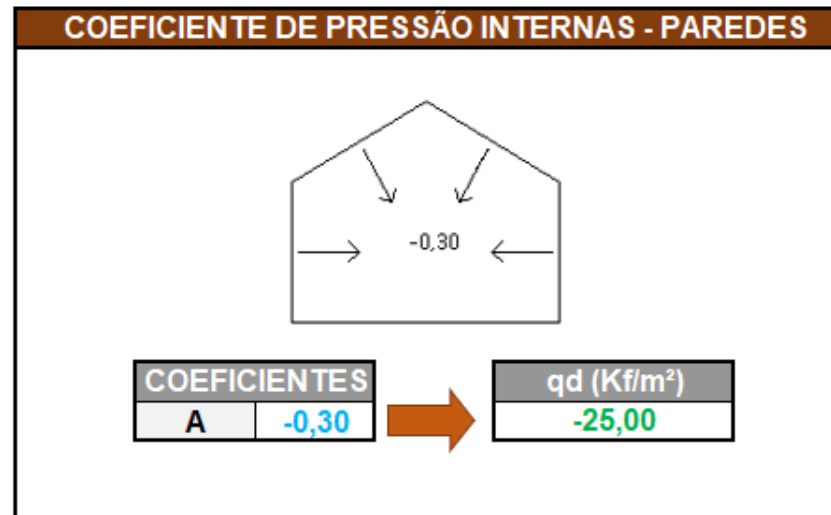 COEFICIENTE DE PRESSÃO INTERNAS - PAREDES
-0,30
COEFICIENTES
A -0,30
qd (Kf/m²)
-25,00